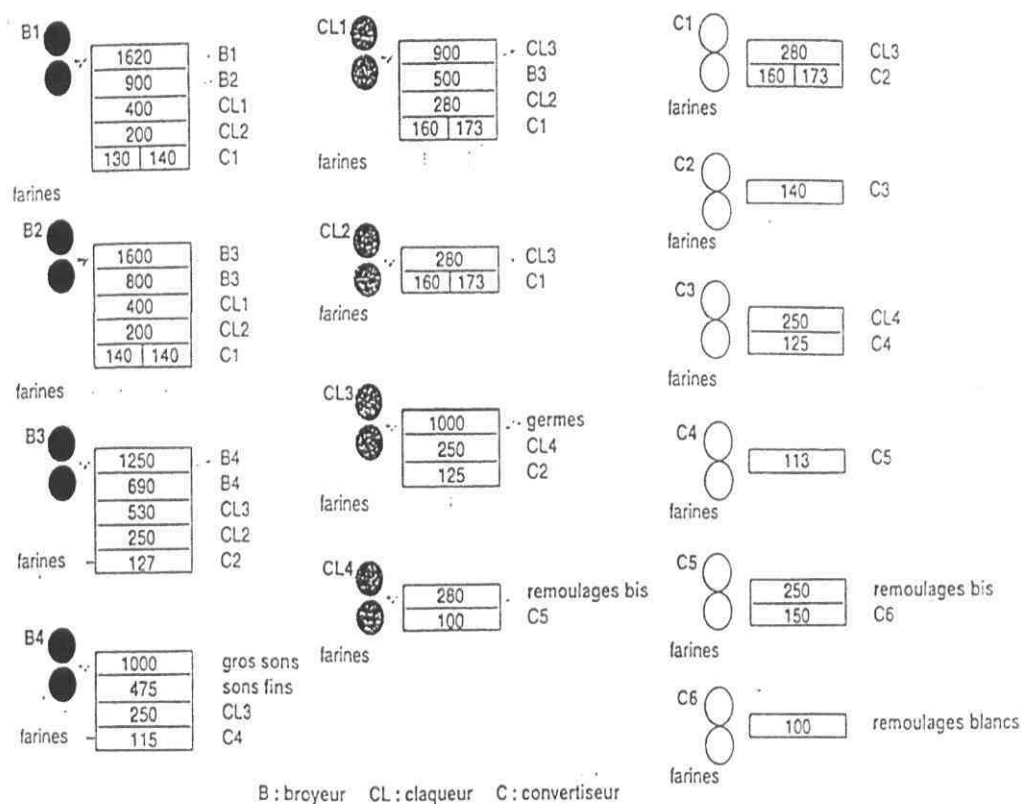 B1
1620 B1
900 B2
400 CL1
200 CL2
130 140 C1
farines
B2
1600 B3
800 B3
400 CL1
200 CL2
140 140 C1
farines
B3
1250 B4
690 B4
530 CL3
250 CL2
farines 127 C2
B4
1000 gros sons
475 sons fins
250 CL3
farines 115 C4
CL1
900 CL3
500 B3
280 CL2
160 173 C1
farines
CL2
280 CL3
160 173 C1
farines
CL3
1000 germes
250 CL4
125 C2
farines
CL4
280 remoulages bis
100 C5
farines
C1
280 CL3
160 173 C2
farines
C2
140 C3
farines
C3
250 CL4
125 C4
farines
C4
113 C5
farines
C5
250 remoulages bis
150 C6
farines
C6
100 remoulages blancs
farines
B : broyeur CL : claqueur C : convertiseur